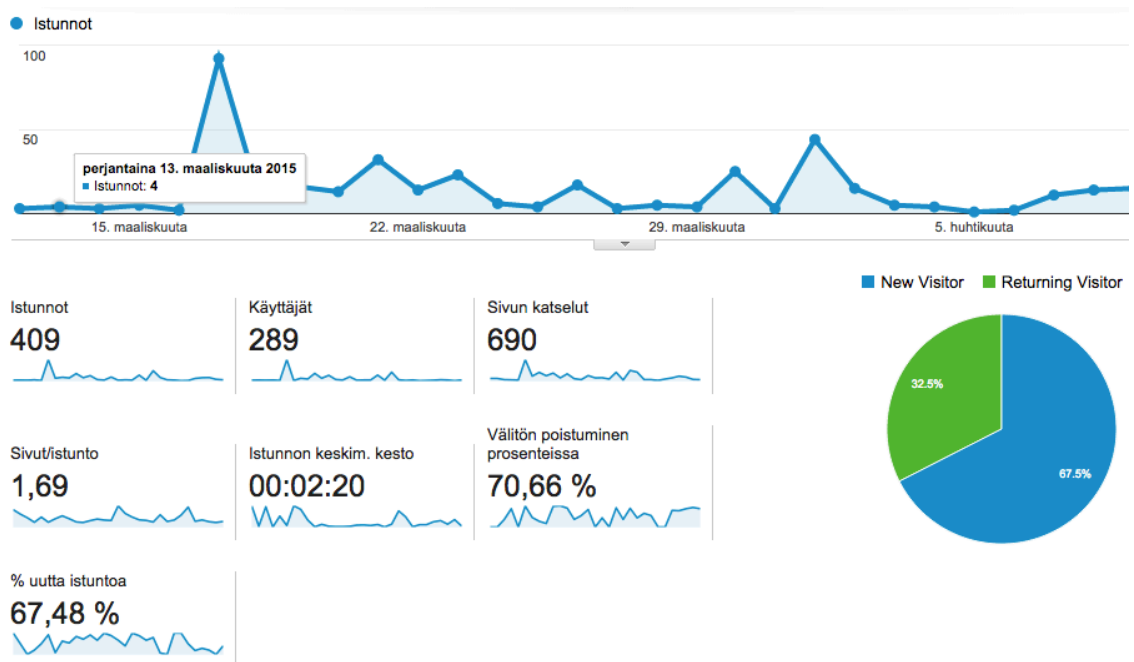 Istunnot
100
50
perjantaina 13. maaliskuuta 2015
Istunnot: 4
15. maaliskuuta
22. maaliskuuta
29. maaliskuuta
5. huhtikuuta
New Visitor
Returning Visitor
Istunnot
409
Käyttäjät
289
Sivun katselut
690
32.5%
67.5%
Sivut/istunto
1,69
Istunnon keskim. kesto
00:02:20
Välitön poistuminen
prosenteissa
70,66 %
% uutta istuntoa
67,48 %